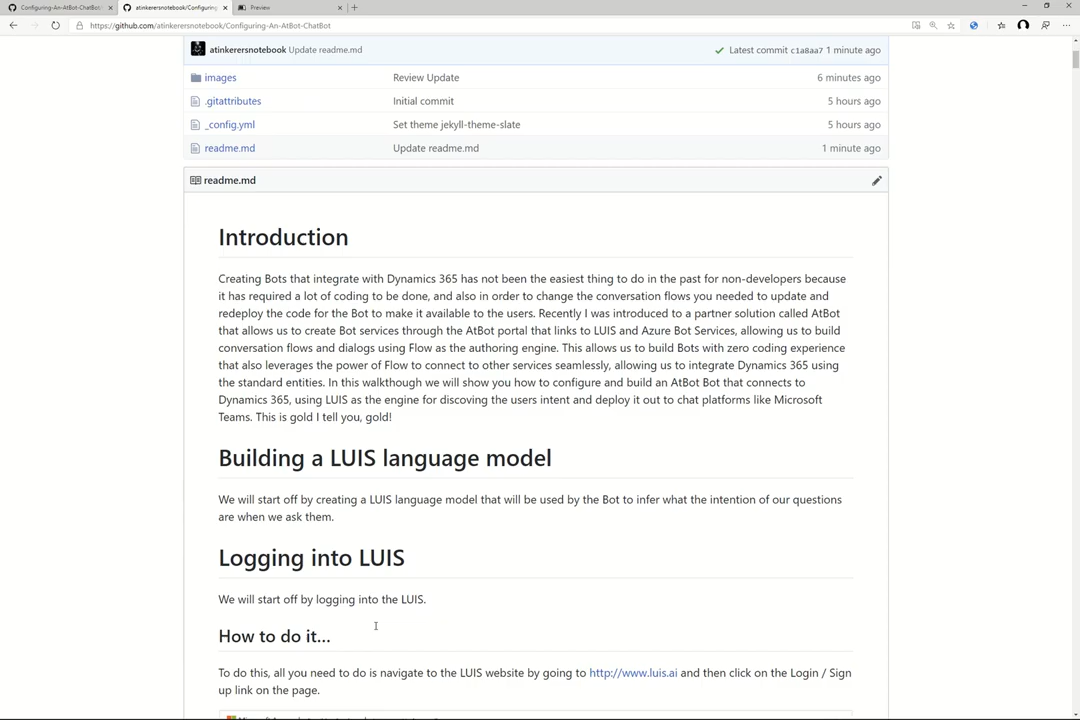 Configuring-An-AtBot-ChatBot/
atinkerersnotebook/Configuring-
Preview
https://github.com/atinkerersnotebook/Configuring-An-AtBot-ChatBot
atinkerersnotebook Update readme.md
Latest commit c1a8aa7 1 minute ago
images Review Update 6 minutes ago
.gitattributes Initial commit 5 hours ago
_config.yml Set theme jekyll-theme-slate 5 hours ago
readme.md Update readme.md 1 minute ago
readme.md
Introduction
Creating Bots that integrate with Dynamics 365 has not been the easiest thing to do in the past for non-developers because
it has required a lot of coding to be done, and also in order to change the conversation flows you needed to update and
redeploy the code for the Bot to make it available to the users. Recently I was introduced to a partner solution called AtBot
that allows us to create Bot services through the AtBot portal that links to LUIS and Azure Bot Services, allowing us to build
conversation flows and dialogs using Flow as the authoring engine. This allows us to build Bots with zero coding experience
that also leverages the power of Flow to connect to other services seamlessly, allowing us to integrate Dynamics 365 using
the standard entities. In this walkthough we will show you how to configure and build an AtBot Bot that connects to
Dynamics 365, using LUIS as the engine for discoving the users intent and deploy it out to chat platforms like Microsoft
Teams. This is gold I tell you, gold!
Building a LUIS language model
We will start off by creating a LUIS language model that will be used by the Bot to infer what the intention of our questions
are when we ask them.
Logging into LUIS
We will start off by logging into the LUIS.
How to do it...
To do this, all you need to do is navigate to the LUIS website by going to http://www.luis.ai and then click on the Login / Sign
up link on the page.